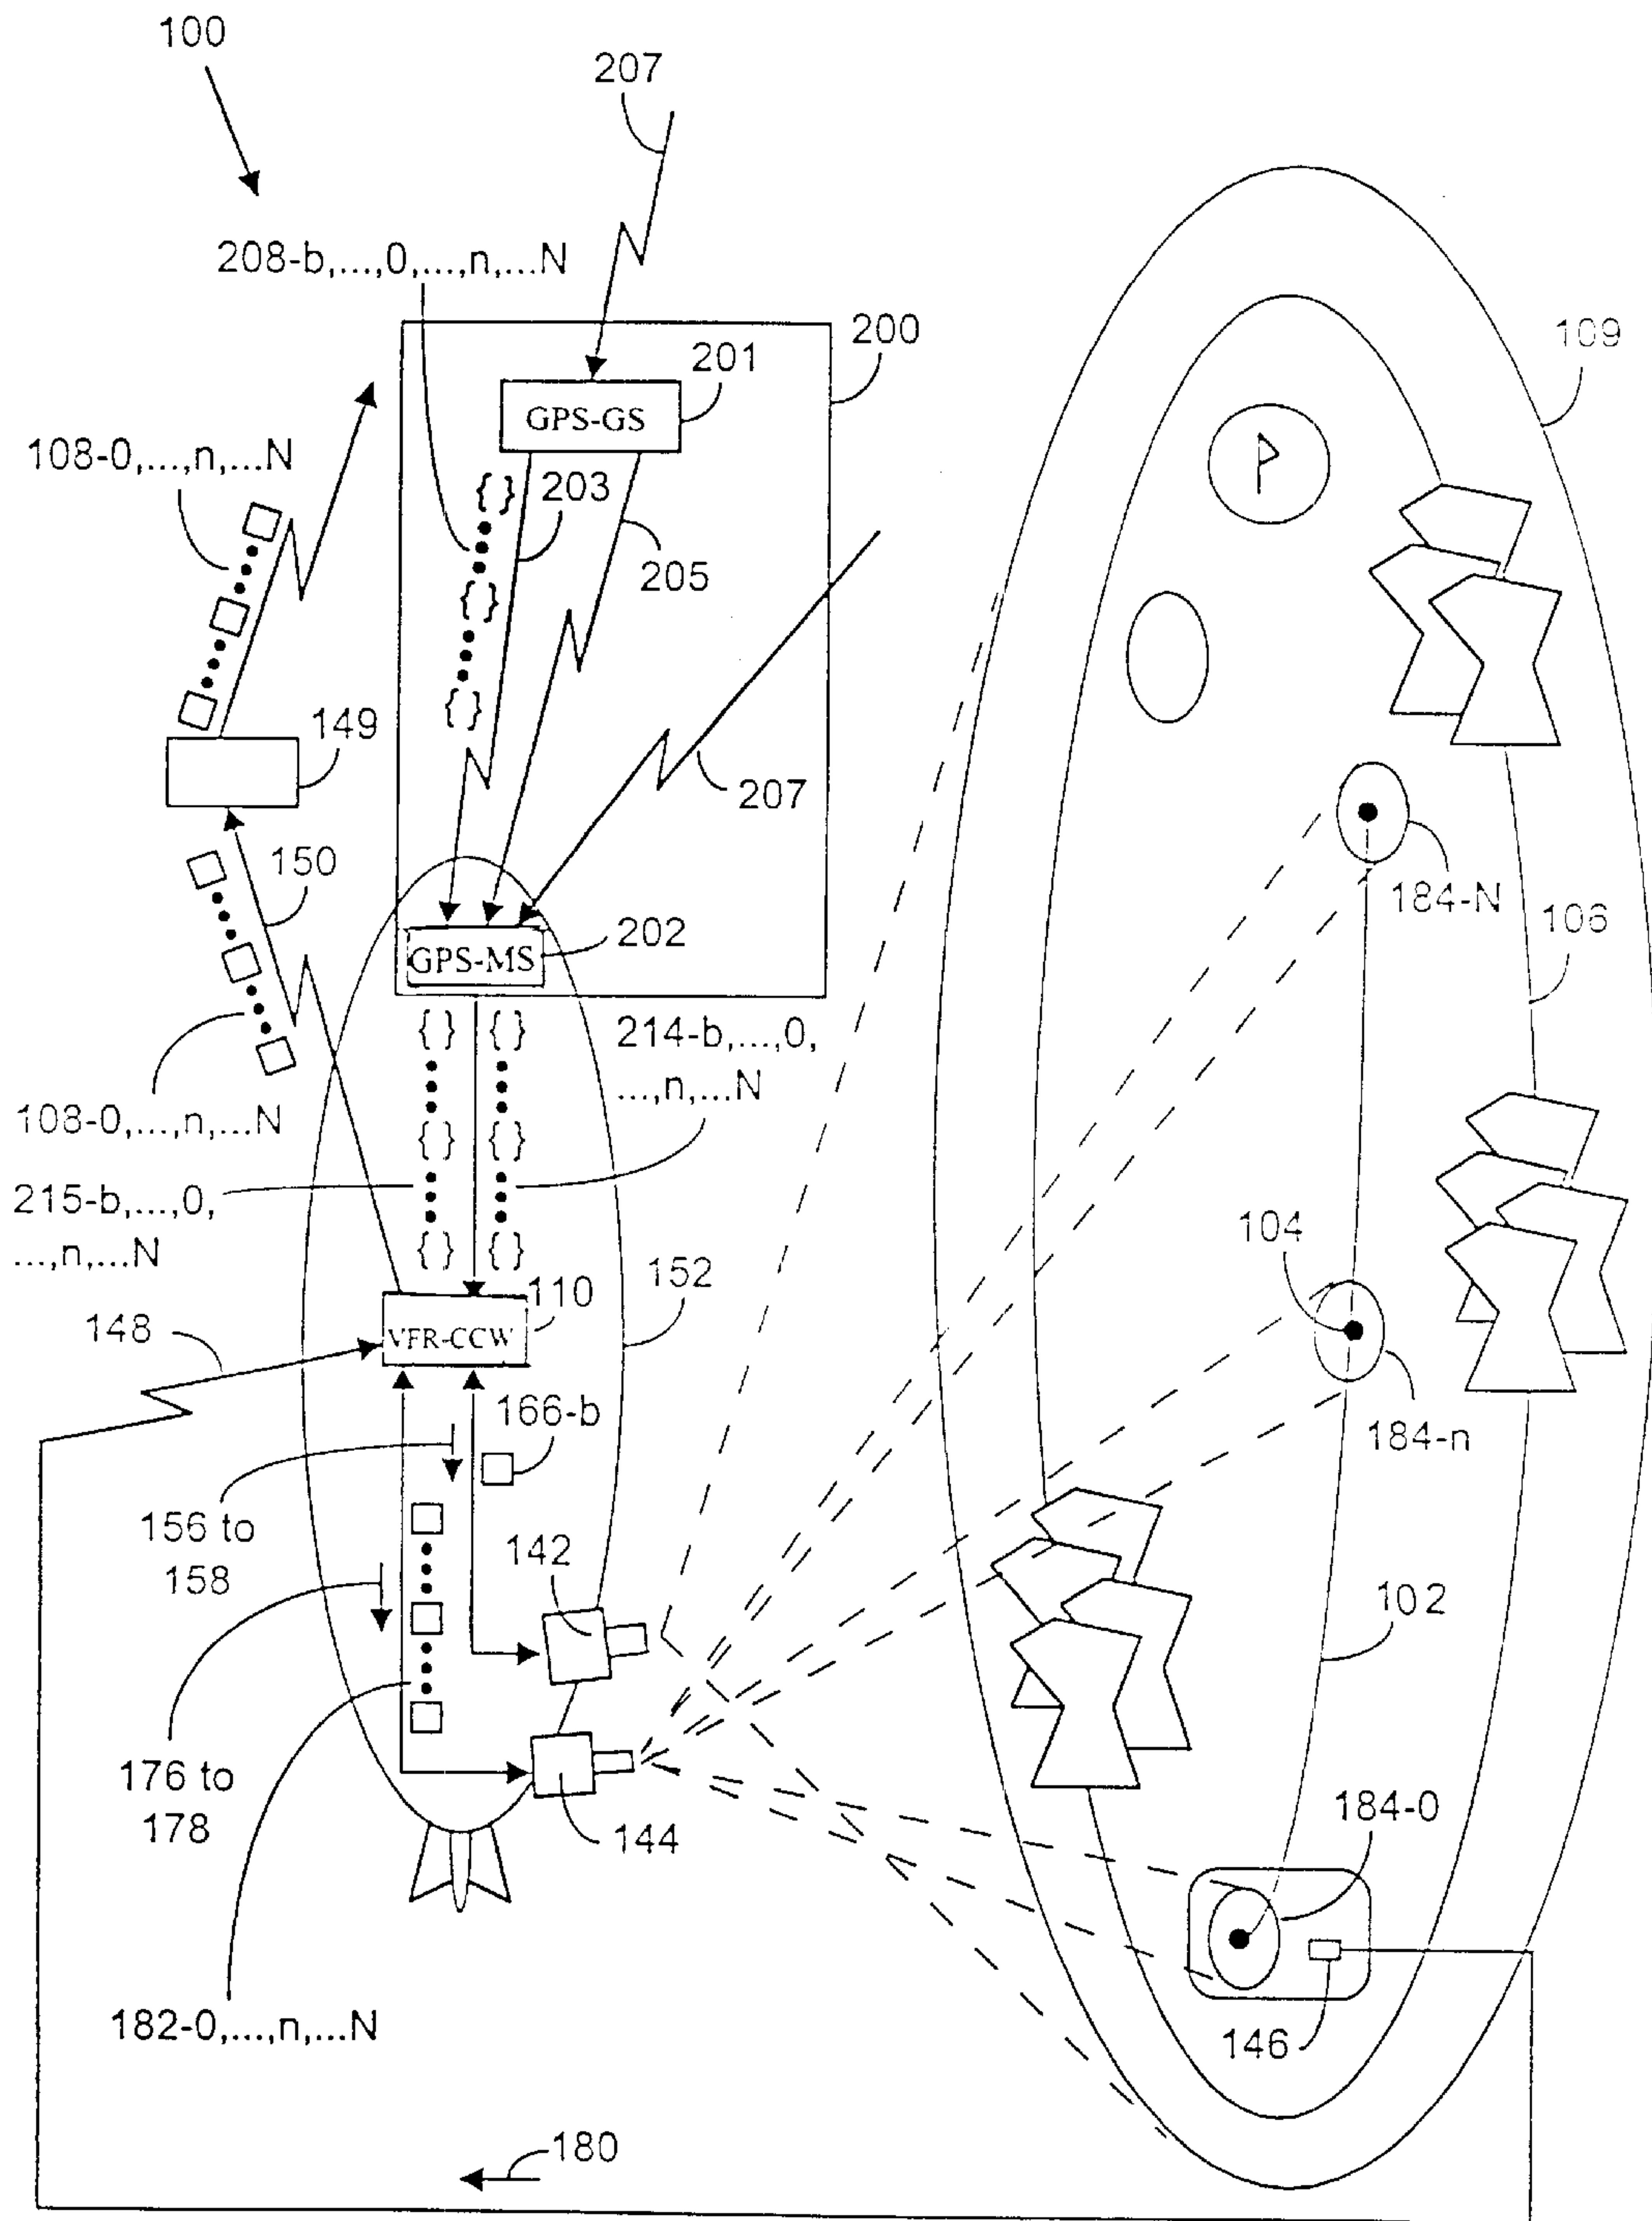 100
207
208-b,...,0,...,n,...N
200
109
201
GPS-GS
108-0,...,n,...N
203
205
149
207
150
184-N
202
GPS-MS
106
214-b,...,0,
...,n,...N
108-0,...,n,...N
215-b,...,0,
...,n,...N
104
152
110
148
VFR-CCW
166-b
184-n
156 to
158
142
102
176 to
178
144
184-0
182-0,...,n,...N
146
180